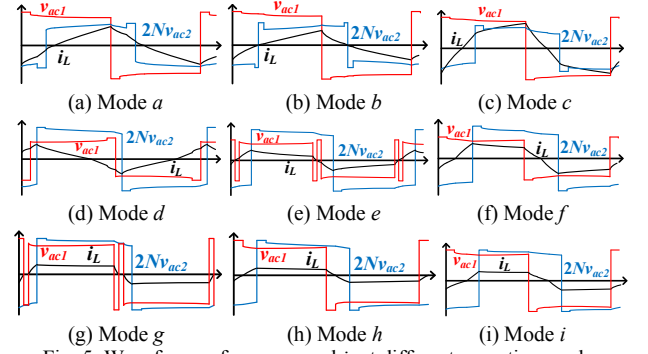 v_ac1 2Nv_ac2 i_L
v_ac1 2Nv_ac2 i_L
v_ac1 i_L 2Nv_ac2
(a) Mode a (b) Mode b (c) Mode c
v_ac1 2Nv_ac2 i_L
v_ac1 2Nv_ac2 i_L
v_ac1 i_L 2Nv_ac2
(d) Mode d (e) Mode e (f) Mode f
v_ac1 i_L 2Nv_ac2
v_ac1 i_L 2Nv_ac2
v_ac1 i_L 2Nv_ac2
(g) Mode g (h) Mode h (i) Mode i